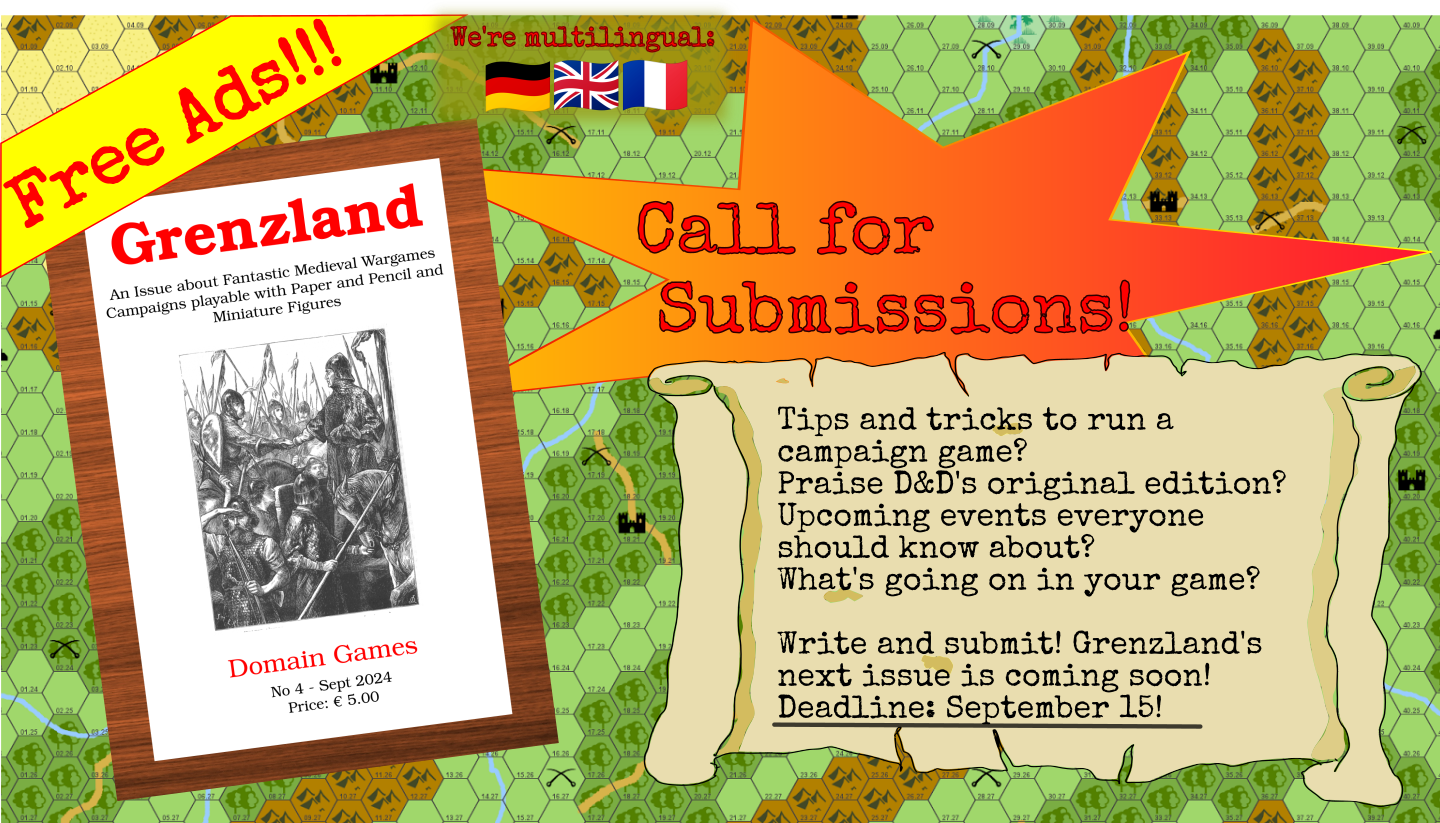 Free Ads!!!
We're multilingual:
Grenzland
An Issue about Fantastic Medieval Wargames
Campaigns playable with Paper and Pencil and
Miniature Figures
Domain Games
No 4 - Sept 2024
Price: € 5.00
Call for
Submissions!
Tips and tricks to run a
campaign game?
Praise D&D's original edition?
Upcoming events everyone
should know about?
What's going on in your game?
Write and submit! Grenzland's
next issue is coming soon!
Deadline: September 15!